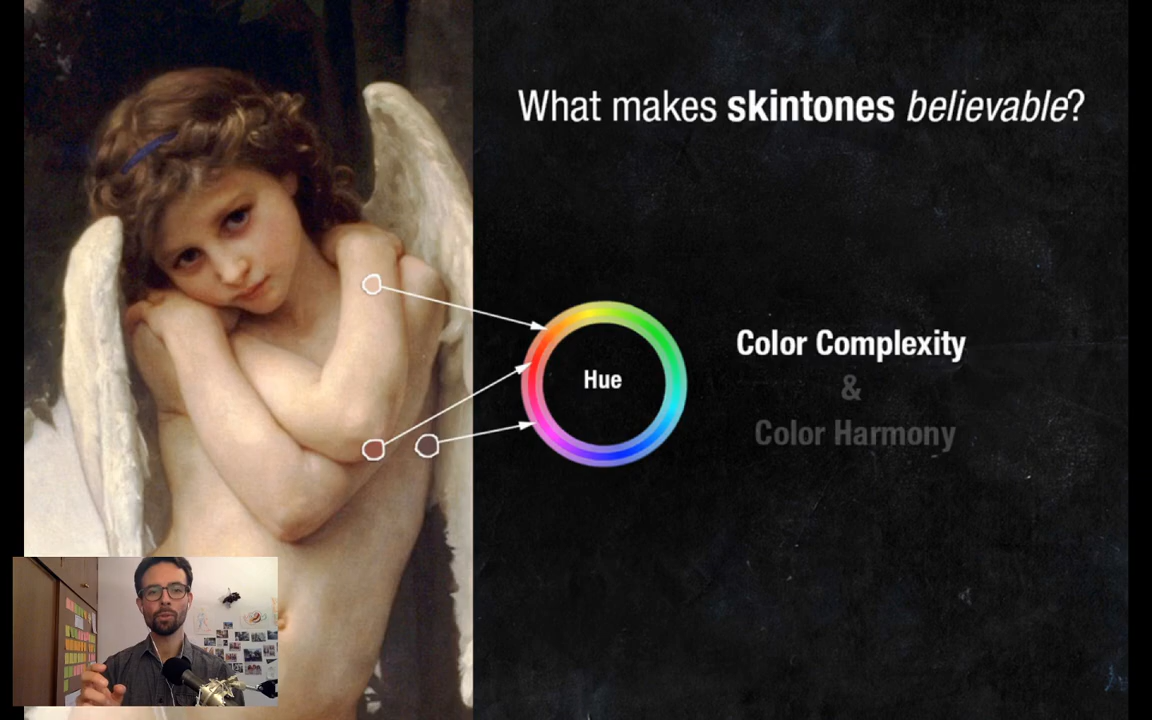 What makes skintones believable?
Hue
Color Complexity
&
Color Harmony